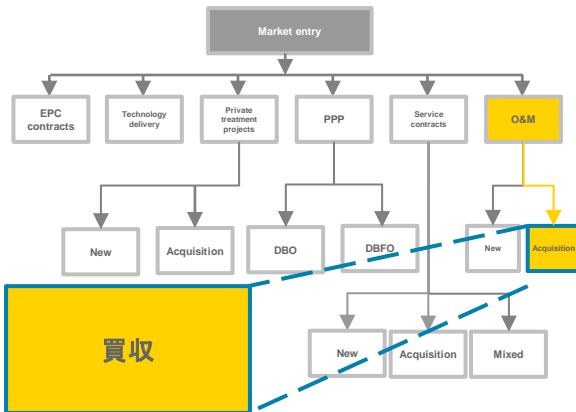 Market entry
EPC
contracts
Technology
delivery
Private
treatment
projects
PPP
Service
contracts
O&M
New
Acquisition
DBO
DBFO
New
Acquisition
買収
New
Acquisition
Mixed